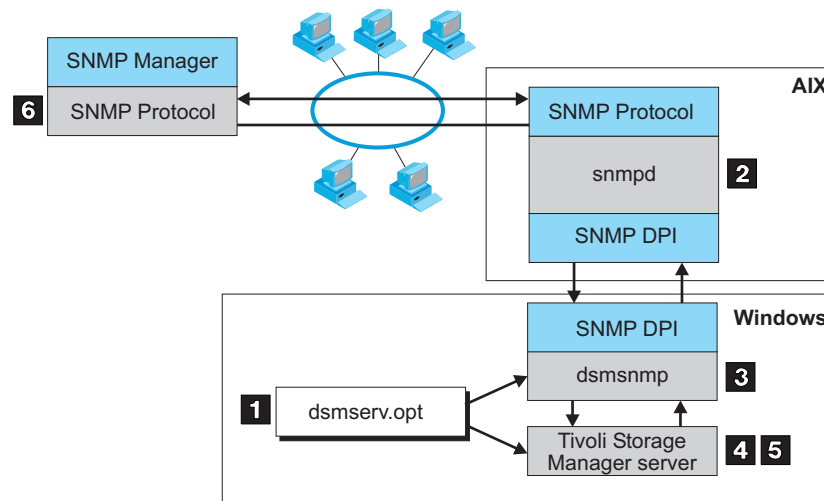 SNMP Manager
SNMP Protocol
6
AIX
SNMP Protocol
snmpd
2
SNMP DPI
Windows
SNMP DPI
dsmsnmp
3
1
dsmserv.opt
Tivoli Storage
Manager server
4 5